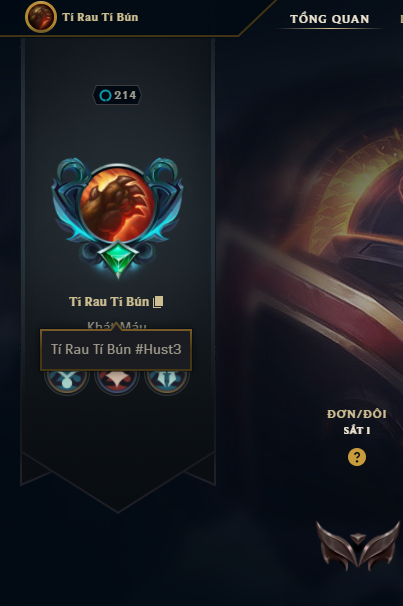 Tí Rau Tí Bún
TỔNG QUAN
214
Tí Rau Tí Bún
Khát Máu
Tí Rau Tí Bún #Hust3
ĐƠN/ĐÔI
SẮT I
?